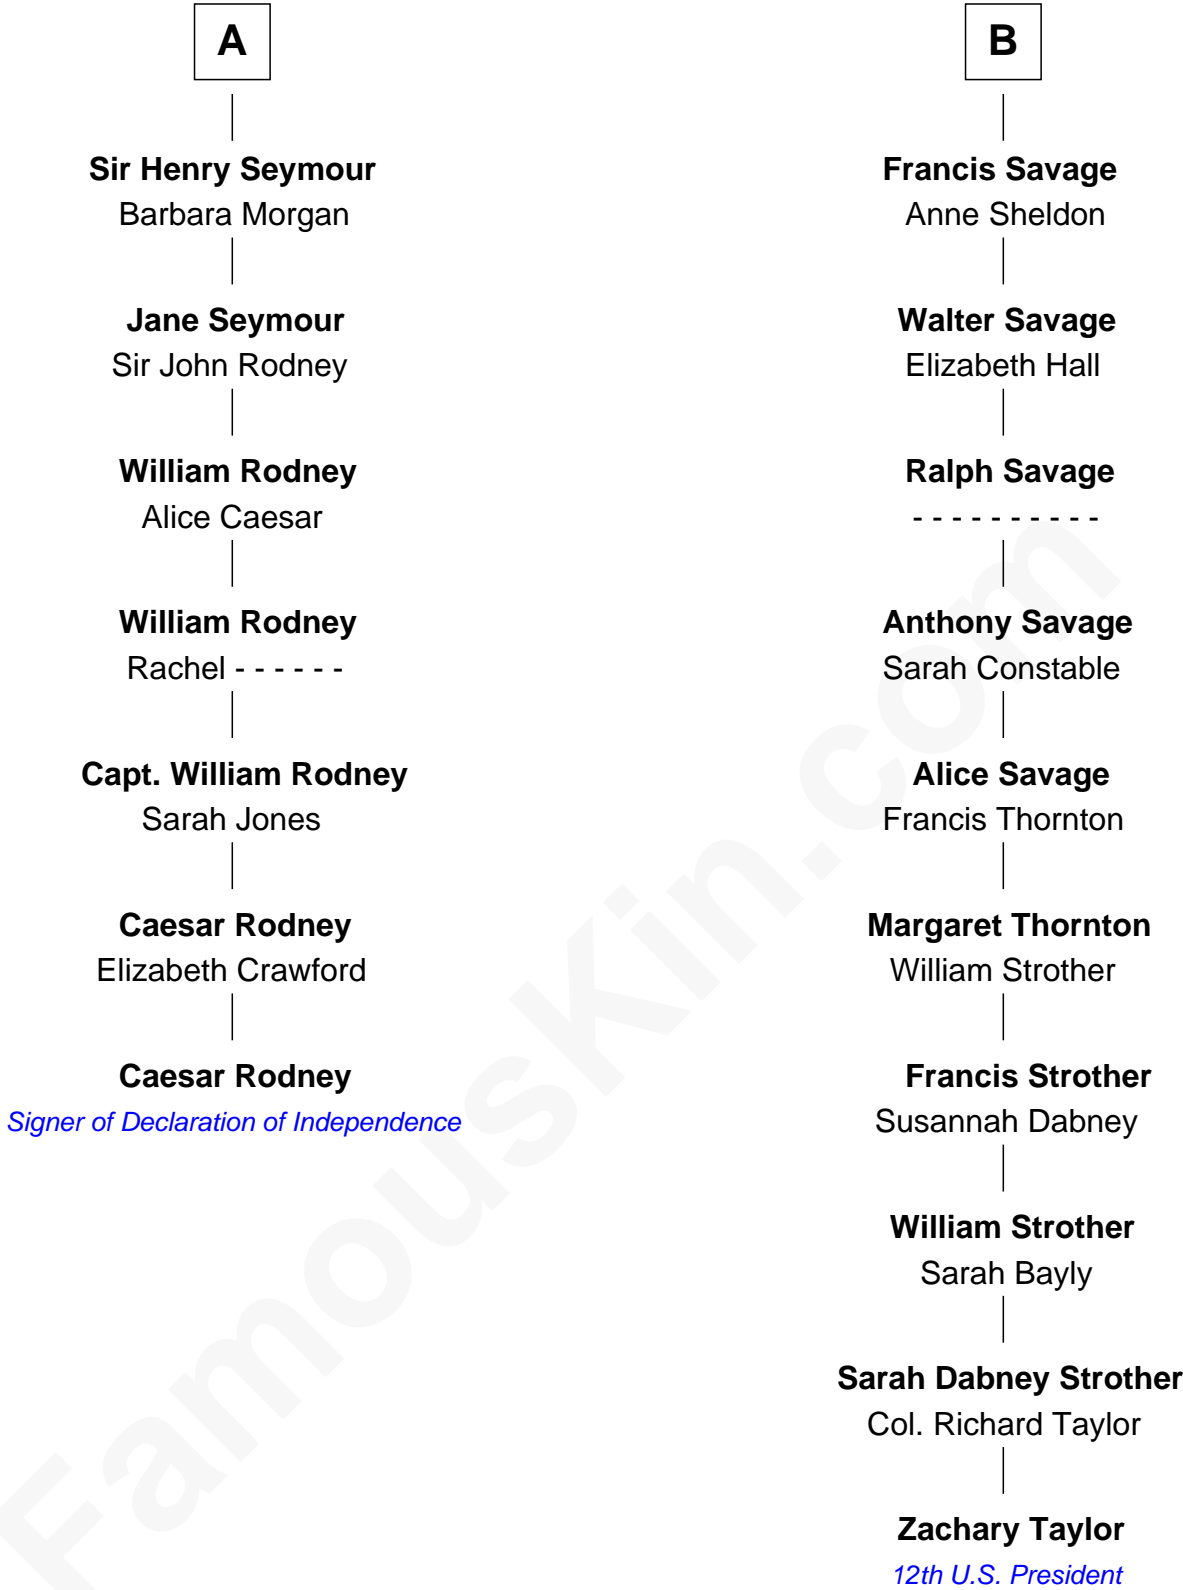 A
Sir Henry Seymour
Barbara Morgan
Jane Seymour
Sir John Rodney
William Rodney
Alice Caesar
William Rodney
Rachel - - - - - -
Capt. William Rodney
Sarah Jones
Caesar Rodney
Elizabeth Crawford
Caesar Rodney
Signer of Declaration of Independence
B
Francis Savage
Anne Sheldon
Walter Savage
Elizabeth Hall
Ralph Savage
- - - - - - - - - -
Anthony Savage
Sarah Constable
Alice Savage
Francis Thornton
Margaret Thornton
William Strother
Francis Strother
Susannah Dabney
William Strother
Sarah Bayly
Sarah Dabney Strother
Col. Richard Taylor
Zachary Taylor
12th U.S. President
FamousKin.com